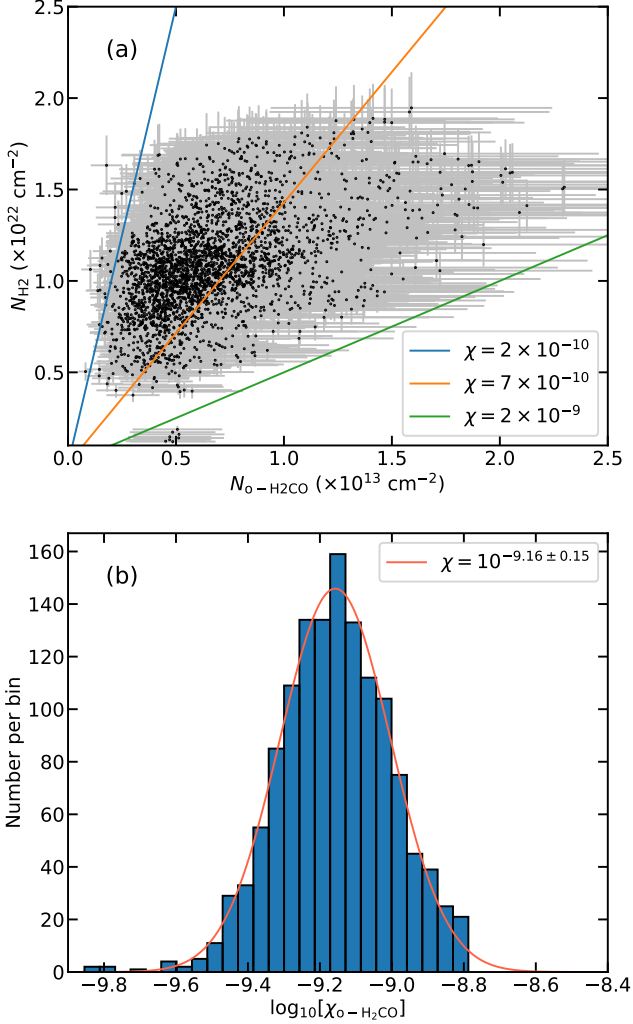 (a)
2.5
2.0
1.5
1.0
0.5
N_H2 (×10^22 cm^−2)
χ = 2 × 10^−10
χ = 7 × 10^−10
χ = 2 × 10^−9
0.0 0.5 1.0 1.5 2.0 2.5
N_o−H2CO (×10^13 cm^−2)
(b)
χ = 10^−9.16 ± 0.15
160
140
120
100
80
60
40
20
0
Number per bin
−9.8 −9.6 −9.4 −9.2 −9.0 −8.8 −8.6 −8.4
log_10[χ_o−H_2CO]